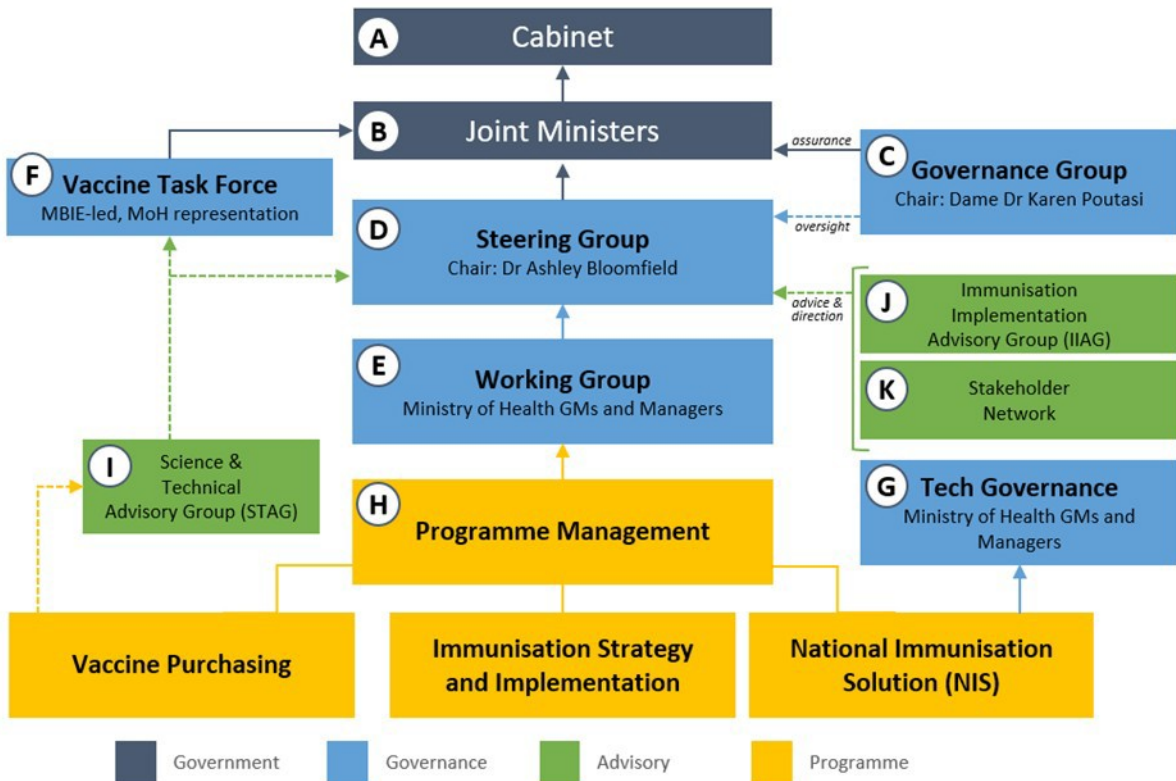 A
Cabinet
B
Joint Ministers
assurance
C
Governance Group
Chair: Dame Dr Karen Poutasi
F
Vaccine Task Force
MBIE-led, MoH representation
D
Steering Group
Chair: Dr Ashley Bloomfield
oversight
advice &
direction
J
Immunisation
Implementation
Advisory Group (IIAG)
E
Working Group
Ministry of Health GMs and Managers
K
Stakeholder
Network
I
Science &
Technical
Advisory Group (STAG)
H
Programme Management
G
Tech Governance
Ministry of Health GMs and
Managers
Vaccine Purchasing
Immunisation Strategy
and Implementation
National Immunisation
Solution (NIS)
Government
Governance
Advisory
Programme